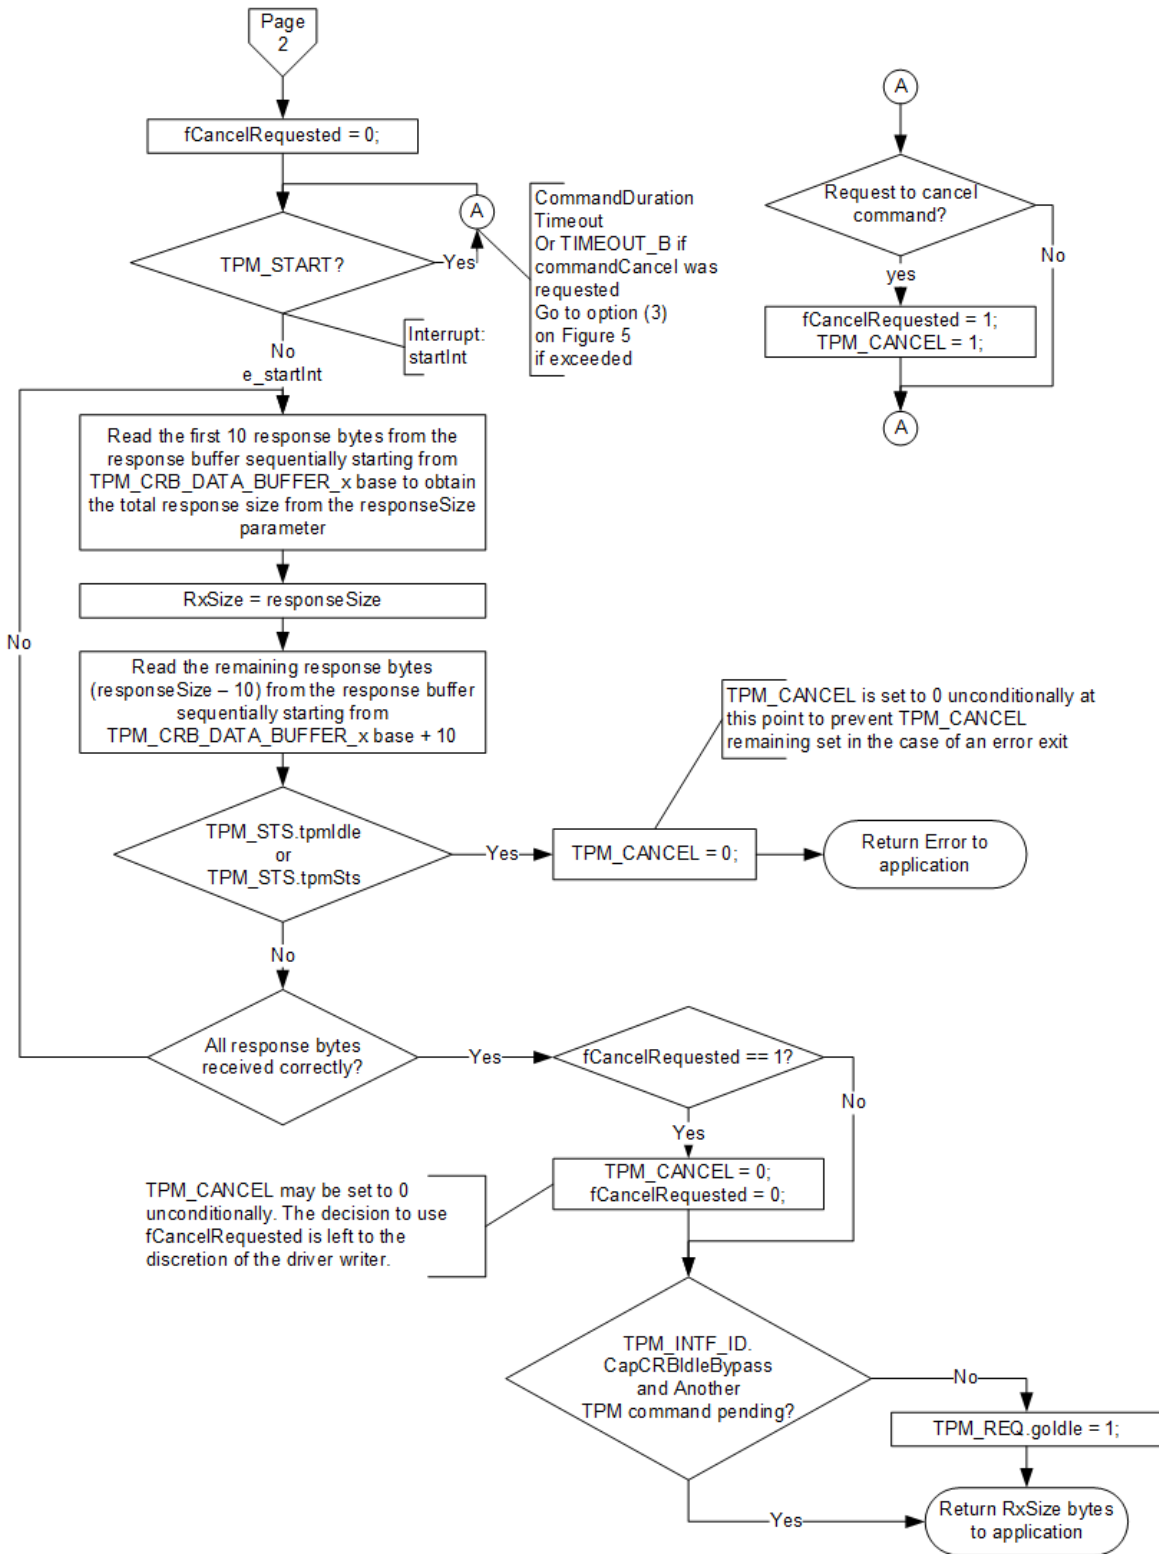 Page
2
fCancelRequested = 0;
TPM_START?
Yes
A
CommandDuration
Timeout
Or TIMEOUT_B if
commandCancel was
requested
Go to option (3)
on Figure 5
if exceeded
Interrupt:
startInt
No
e_startInt
A
Request to cancel
command?
No
yes
fCancelRequested = 1;
TPM_CANCEL = 1;
A
Read the first 10 response bytes from the
response buffer sequentially starting from
TPM_CRB_DATA_BUFFER_x base to obtain
the total response size from the responseSize
parameter
RxSize = responseSize
No
Read the remaining response bytes
(responseSize – 10) from the response buffer
sequentially starting from
TPM_CRB_DATA_BUFFER_x base + 10
TPM_CANCEL is set to 0 unconditionally at
this point to prevent TPM_CANCEL
remaining set in the case of an error exit
TPM_STS.tpmIdle
or
TPM_STS.tpmSts
Yes
TPM_CANCEL = 0;
Return Error to
application
No
All response bytes
received correctly?
Yes
fCancelRequested == 1?
No
Yes
TPM_CANCEL = 0;
fCancelRequested = 0;
TPM_CANCEL may be set to 0
unconditionally. The decision to use
fCancelRequested is left to the
discretion of the driver writer.
TPM_INTF_ID.
CapCRBIdleBypass
and Another
TPM command pending?
No
TPM_REQ.goIdle = 1;
Yes
Return RxSize bytes
to application